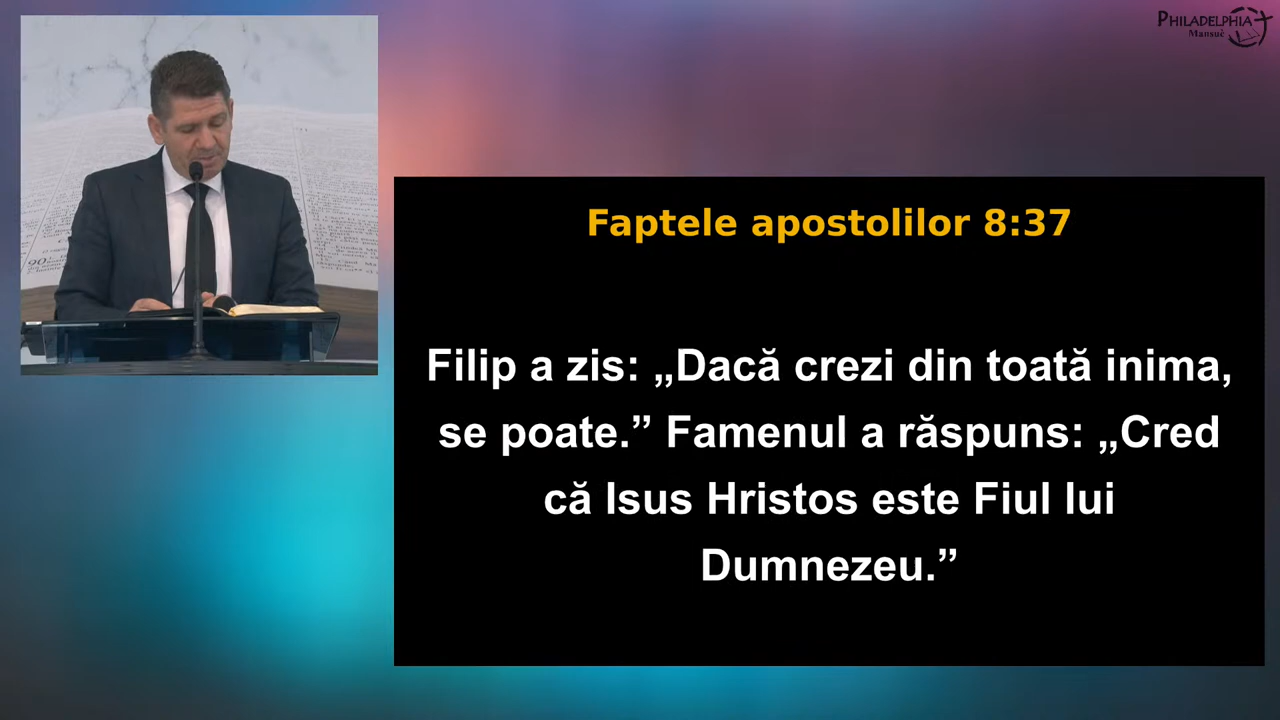 PHILADELPHIA
Mansuè
Faptele apostolilor 8:37
Filip a zis: „Dacă crezi din toată inima,
se poate.” Famenul a răspuns: „Cred
că Isus Hristos este Fiul lui
Dumnezeu.”